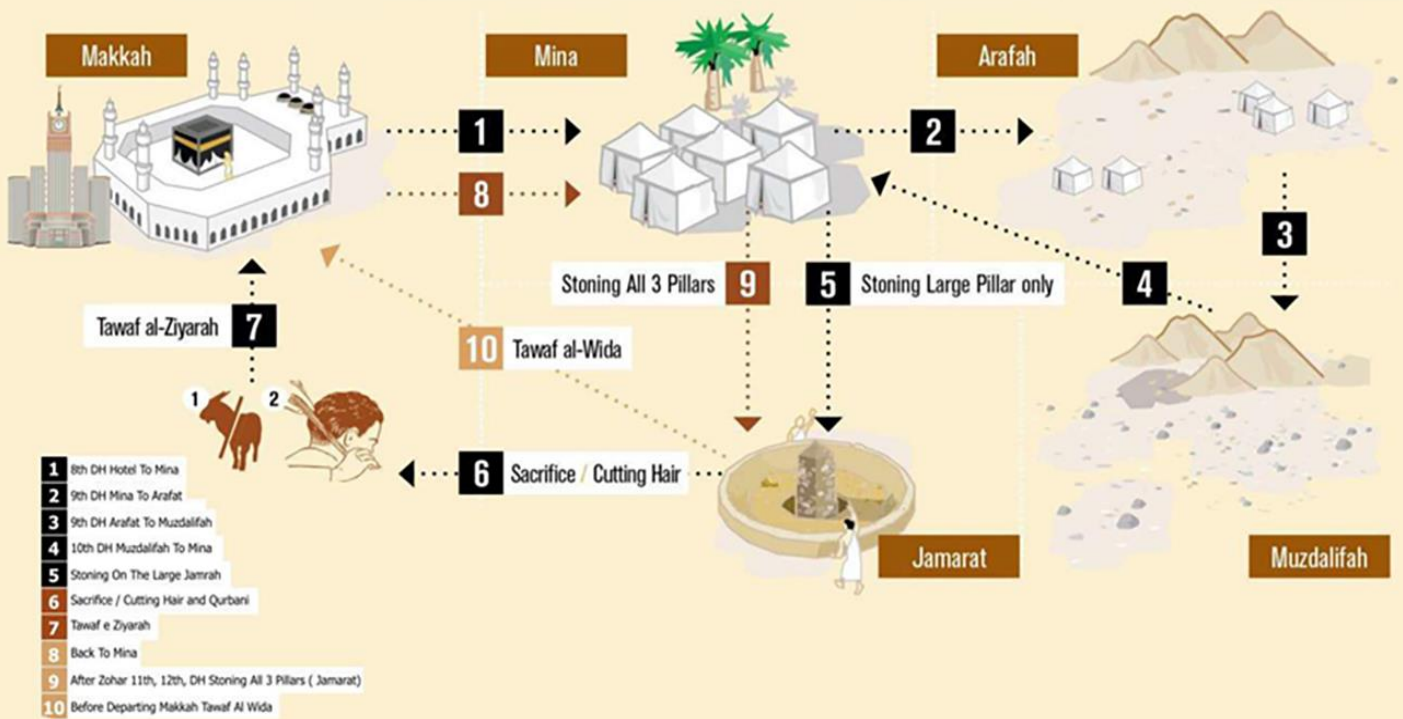 Makkah
Mina
Arafah
1
2
8
3
Stoning All 3 Pillars
9
5
Stoning Large Pillar only
4
Tawaf al-Ziyarah
7
10
Tawaf al-Wida
1
2
6
Sacrifice / Cutting Hair
Jamarat
Muzdalifah
1 8th DH Hotel To Mina
2 9th DH Mina To Arafat
3 9th DH Arafat To Muzdalifah
4 10th DH Muzdalifah To Mina
5 Stoning On The Large Jamrah
6 Sacrifice / Cutting Hair and Qurbani
7 Tawaf e Ziyarah
8 Back To Mina
9 After Zohar 11th, 12th, DH Stoning All 3 Pillars ( Jamarat)
10 Before Departing Makkah Tawaf Al Wida